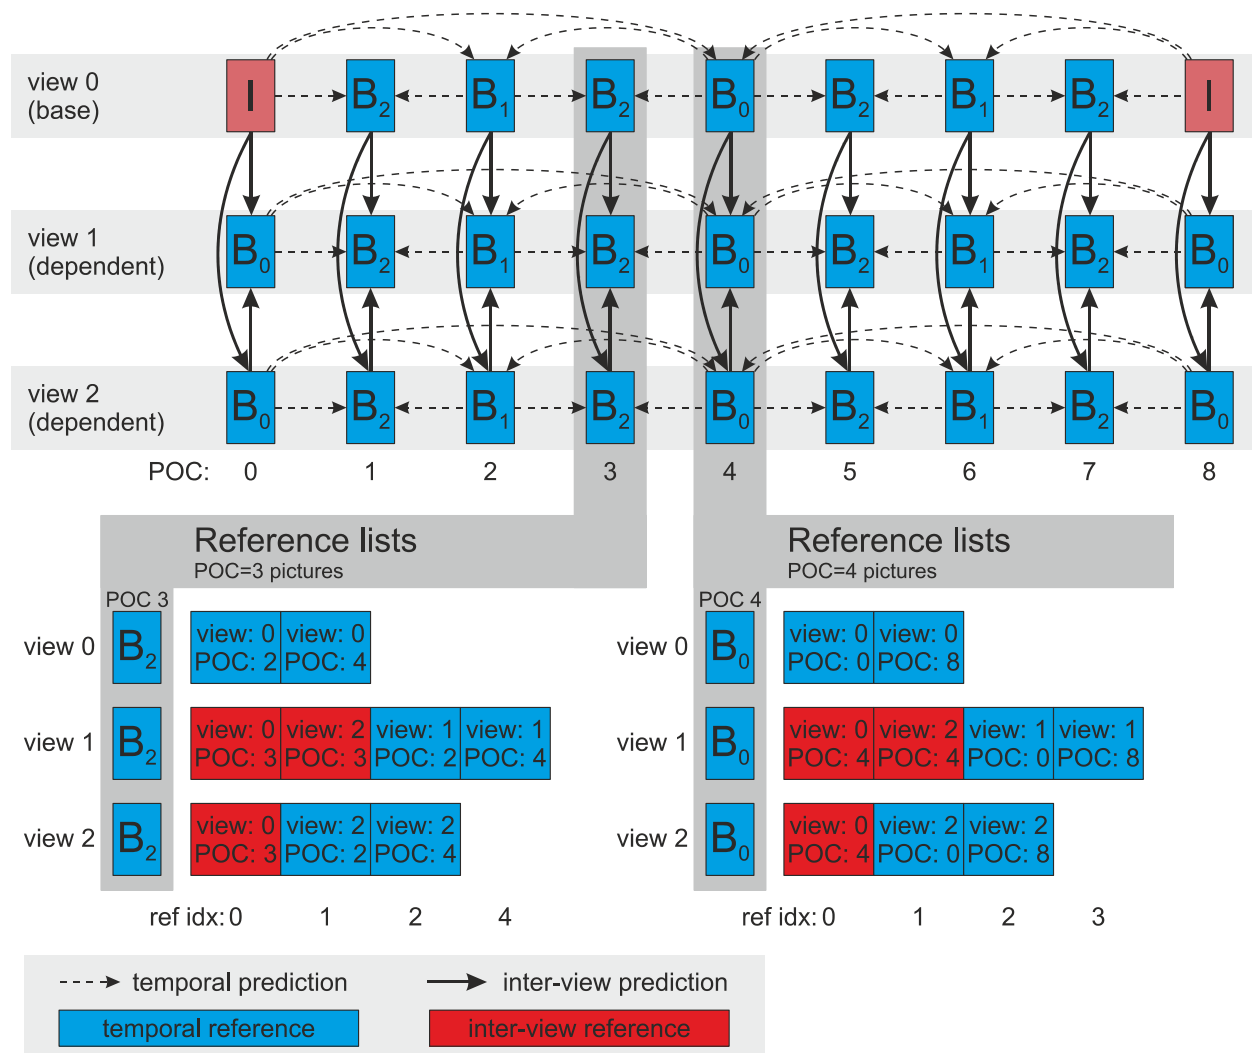 view 0
(base)
I B2 B1 B2 B0 B2 B1 B2 I
view 1
(dependent)
B0 B2 B1 B2 B0 B2 B1 B2 B0
view 2
(dependent)
B0 B2 B1 B2 B0 B2 B1 B2 B0
POC: 0 1 2 3 4 5 6 7 8
Reference lists
POC=3 pictures
POC 3
view 0 B2 view: 0 view: 0
POC: 2 POC: 4
view 1 B2 view: 0 view: 2 view: 1 view: 1
POC: 3 POC: 3 POC: 2 POC: 4
view 2 B2 view: 0 view: 2 view: 2
POC: 3 POC: 2 POC: 4
ref idx: 0 1 2 4
Reference lists
POC=4 pictures
POC 4
view 0 B0 view: 0 view: 0
POC: 0 POC: 8
view 1 B0 view: 0 view: 2 view: 1 view: 1
POC: 4 POC: 4 POC: 0 POC: 8
view 2 B0 view: 0 view: 2 view: 2
POC: 4 POC: 0 POC: 8
ref idx: 0 1 2 3
temporal prediction
inter-view prediction
temporal reference
inter-view reference